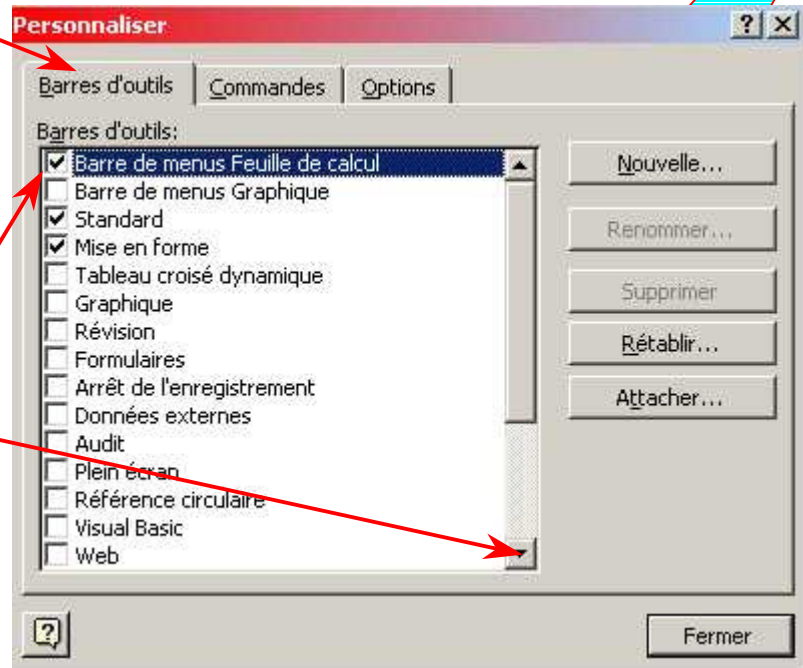 Personnaliser
Barres d'outils Commandes Options
Barres d'outils:
Barre de menus Feuille de calcul
Barre de menus Graphique
Standard
Mise en forme
Tableau croisé dynamique
Graphique
Révision
Formulaires
Arrêt de l'enregistrement
Données externes
Audit
Plein écran
Référence circulaire
Visual Basic
Web
Nouvelle...
Renommer...
Supprimer
Rétablir...
Attacher...
Fermer